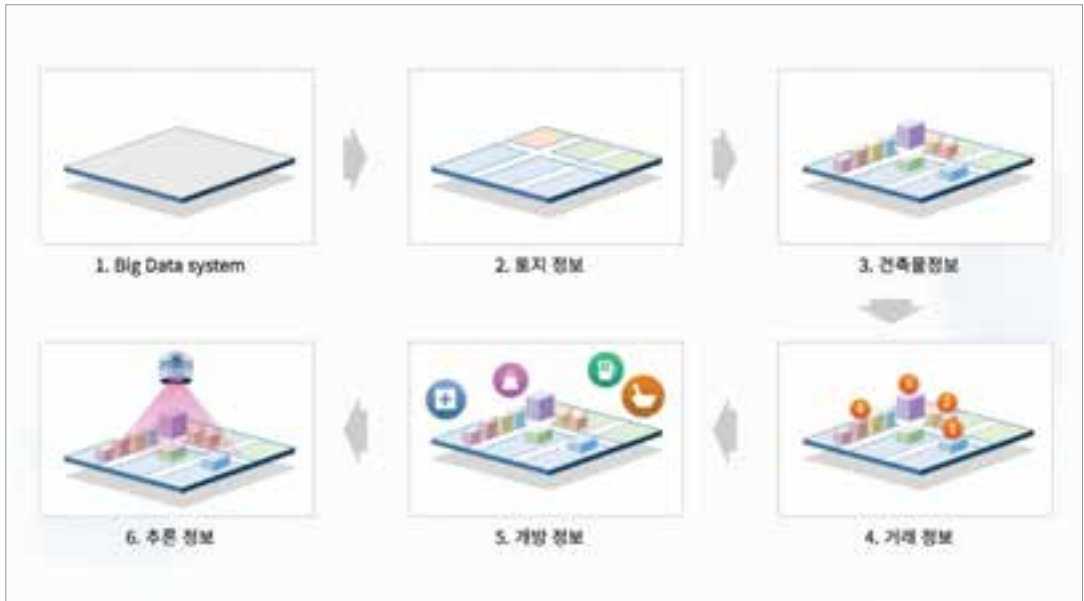 1. Big Data system
2.토지 정보
3. 건축물정보
4. 거래 정보
5. 개방 정보
6. 추론 정보